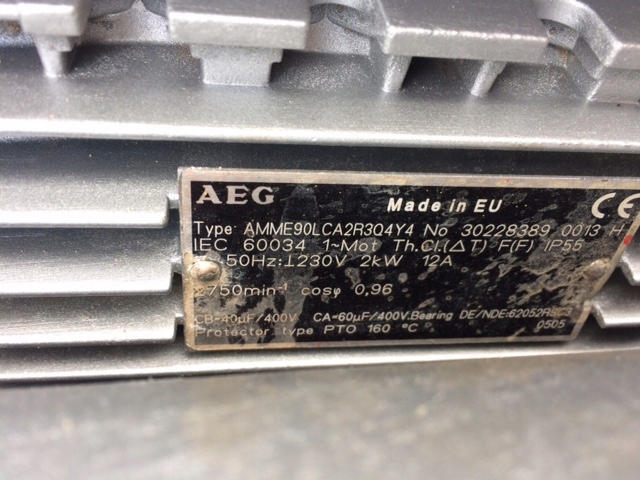 AEG Made in EU CE
Type AMME90LCA2R3Q4Y4 No 30228389 0013 H
IEC 60034 1~Mot Th.Cl.(ΔT) F(F) IP55
50Hz:⊥230V 2kW 12A
2750min⁻¹ cosφ 0,96
CB-40µF/400V CA-60µF/400V.Bearing DE/NDE:62052RSC3
Protector type PTO 160 °C 0505